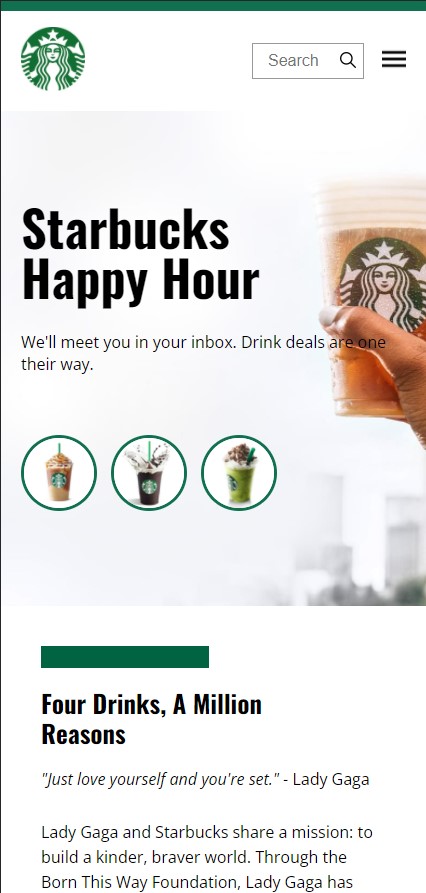 Search
Starbucks
Happy Hour
We'll meet you in your inbox. Drink deals are one
their way.
Four Drinks, A Million
Reasons
"Just love yourself and you're set." - Lady Gaga
Lady Gaga and Starbucks share a mission: to
build a kinder, braver world. Through the
Born This Way Foundation, Lady Gaga has